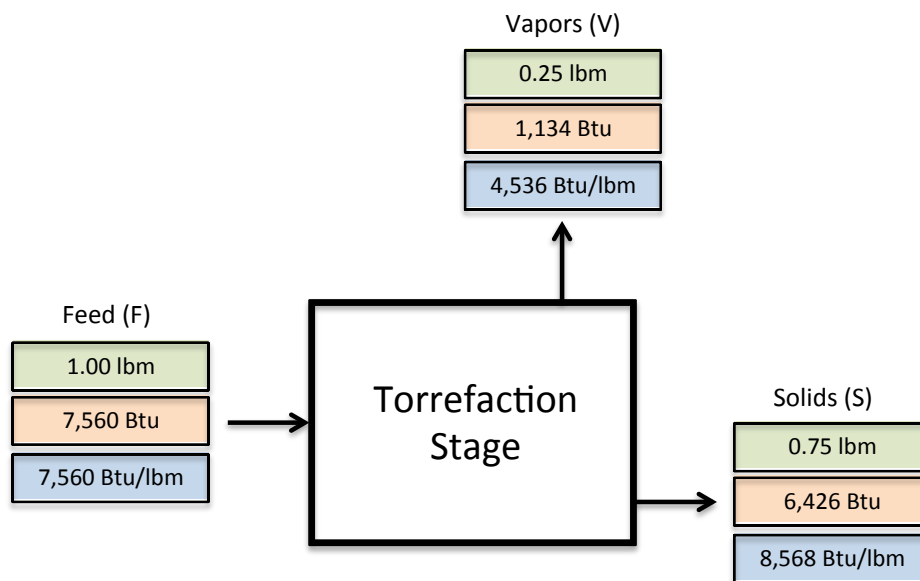 Vapors (V)
0.25 lbm
1,134 Btu
4,536 Btu/lbm
Feed (F)
1.00 lbm
7,560 Btu
7,560 Btu/lbm
Torrefaction
Stage
Solids (S)
0.75 lbm
6,426 Btu
8,568 Btu/lbm